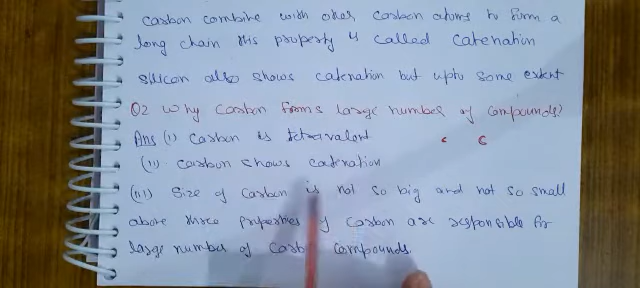 Carbon combine with other carbon atoms to form a
long chain this property is called catenation
silicon also shows catenation but upto some extent
Q2 Why Carbon forms large number of compounds?
Ans (i) Carbon is tetravalent c c
(ii) carbon shows catenation
(iii) Size of Carbon is not so big and not so small
above three properties of Carbon are responsible for
large number of Carbon compounds.